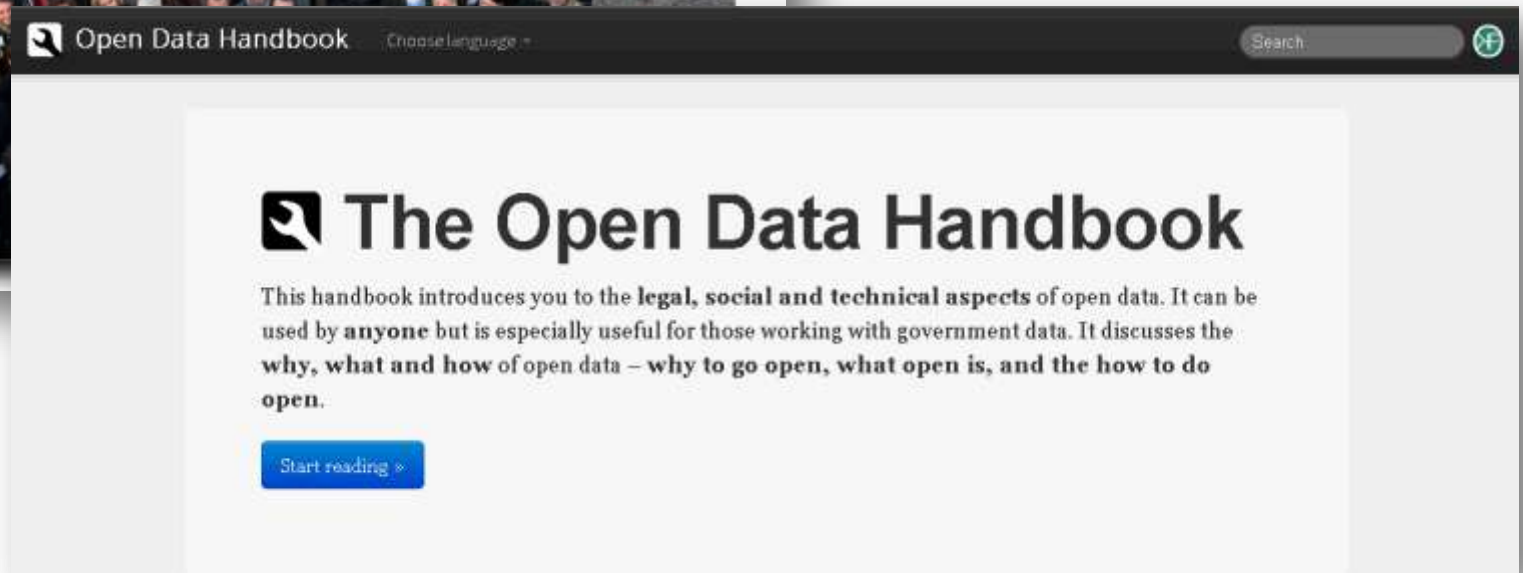 Open Data Handbook Choose language
Search
The Open Data Handbook
This handbook introduces you to the legal, social and technical aspects of open data. It can be
used by anyone but is especially useful for those working with government data. It discusses the
why, what and how of open data – why to go open, what open is, and the how to do
open.
Start reading »